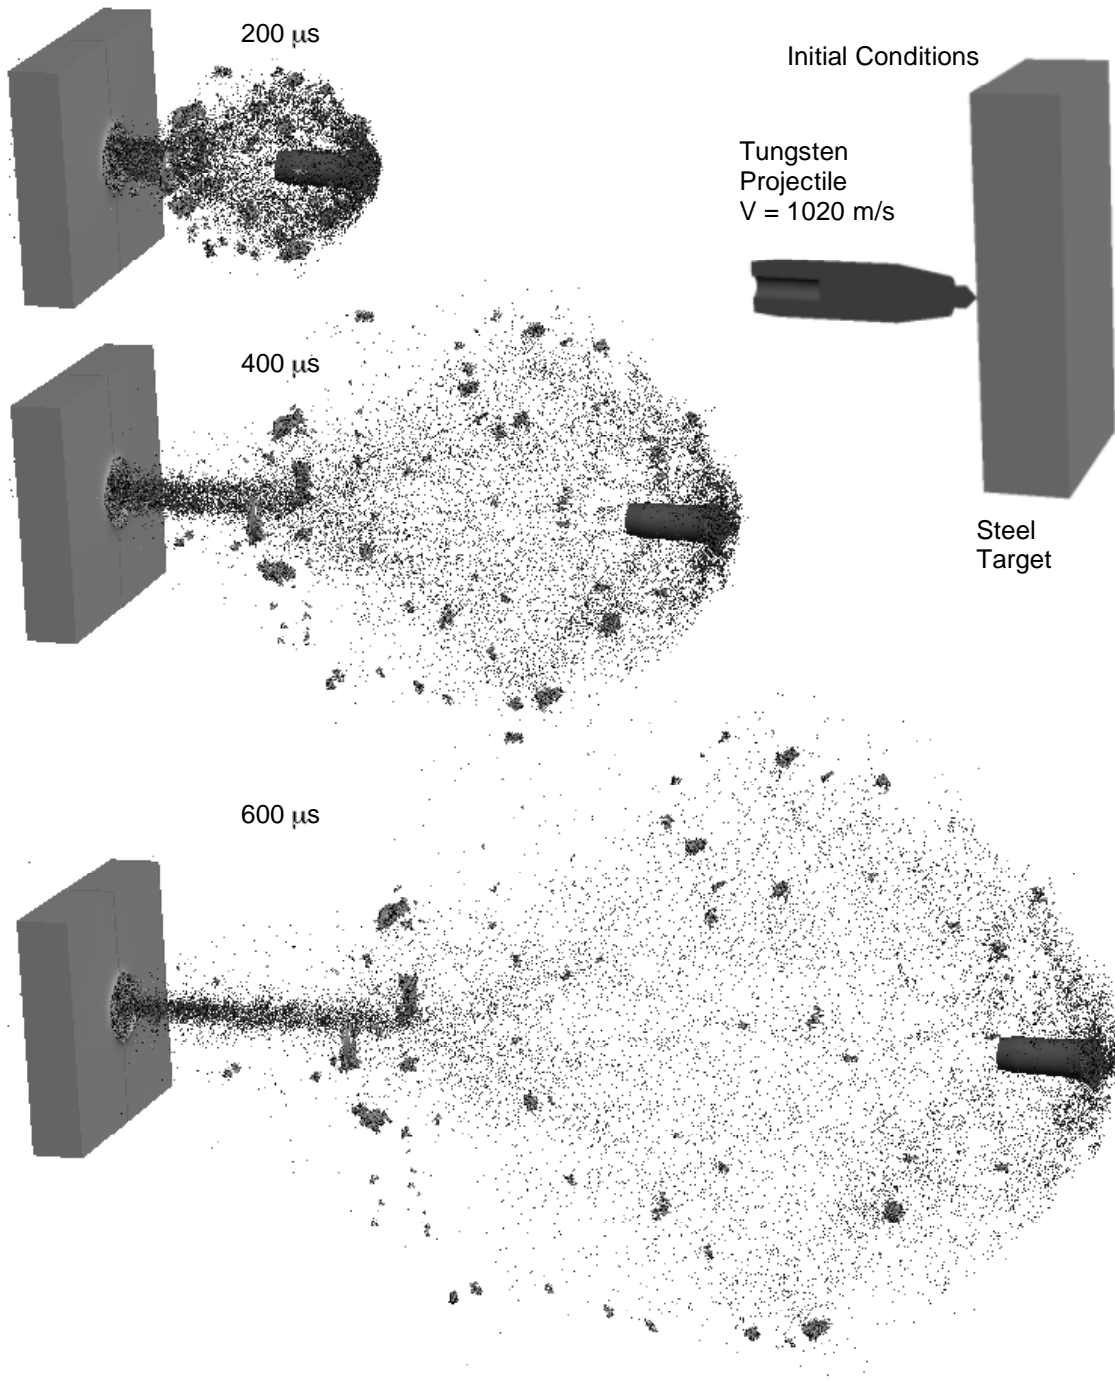 200 μs
Initial Conditions
Tungsten
Projectile
V = 1020 m/s
400 μs
Steel
Target
600 μs